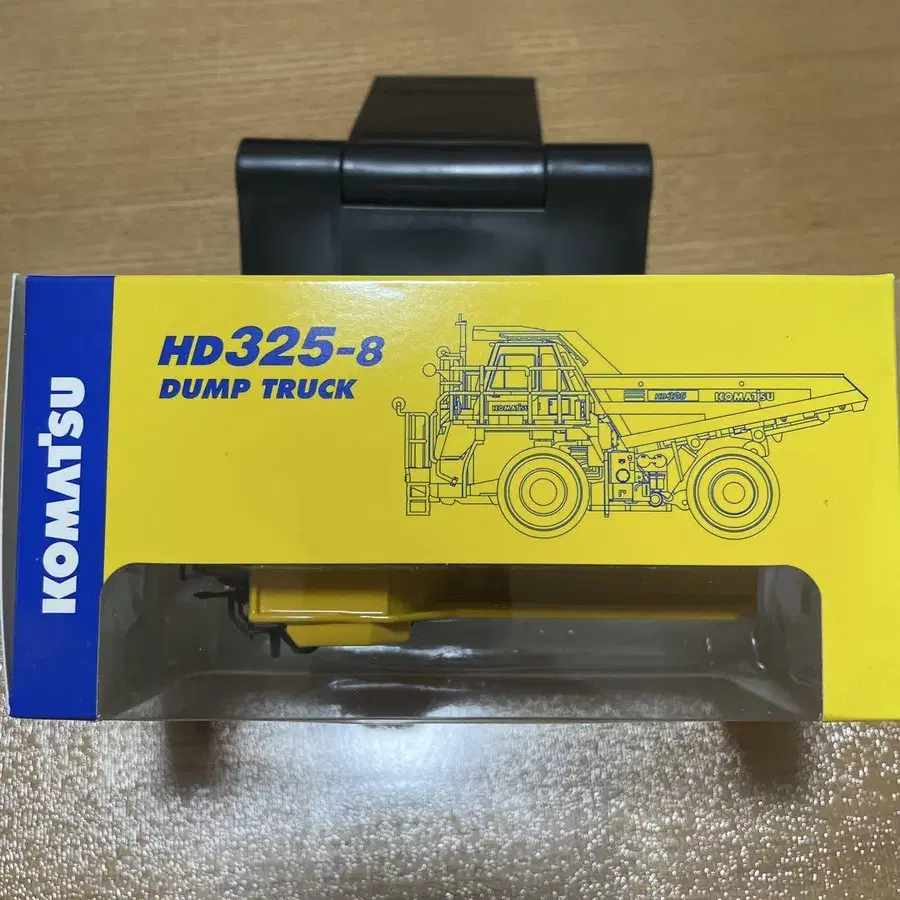 KOMATSU
HD325-8
DUMP TRUCK
KOMATSU
HD325
KOMATSU